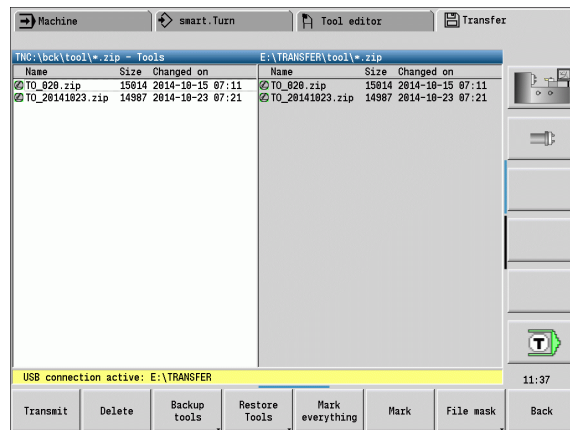 Machine
smart.Turn
Tool editor
Transfer
TNC:\bck\tool\*.zip - Tools
Name Size Changed on
TO_020.zip 15014 2014-10-15 07:11
TO_20141023.zip 14987 2014-10-23 07:21
E:\TRANSFER\tool\*.zip
Name Size Changed on
TO_020.zip 15014 2014-10-15 07:11
TO_20141023.zip 14987 2014-10-23 07:21
T
USB connection active: E:\TRANSFER
11:37
Transmit
Delete
Backup
tools
Restore
Tools
Mark
everything
Mark
File mask
Back